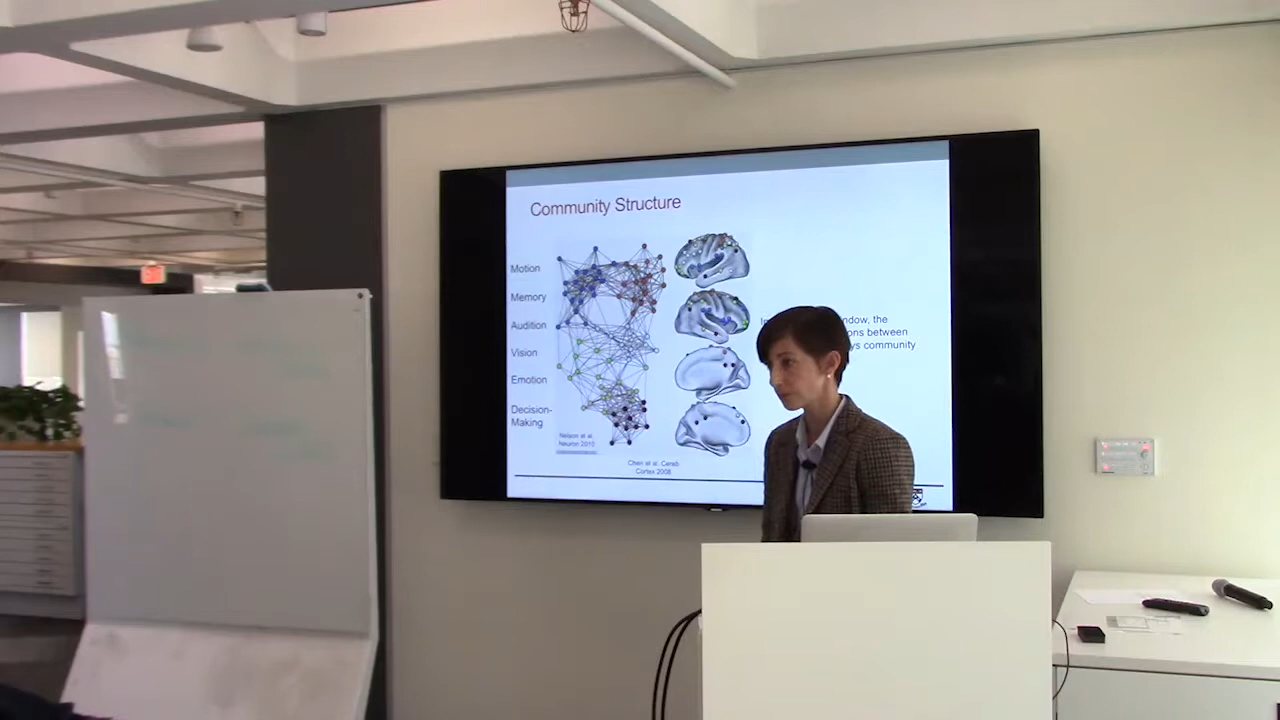 Community Structure
Motion
Memory
Audition
Vision
Emotion
Decision-
Making
Nelson et al.
Neuron 2010
Chen et al. Cereb
Cortex 2008
ndow, the
ons between
ys community